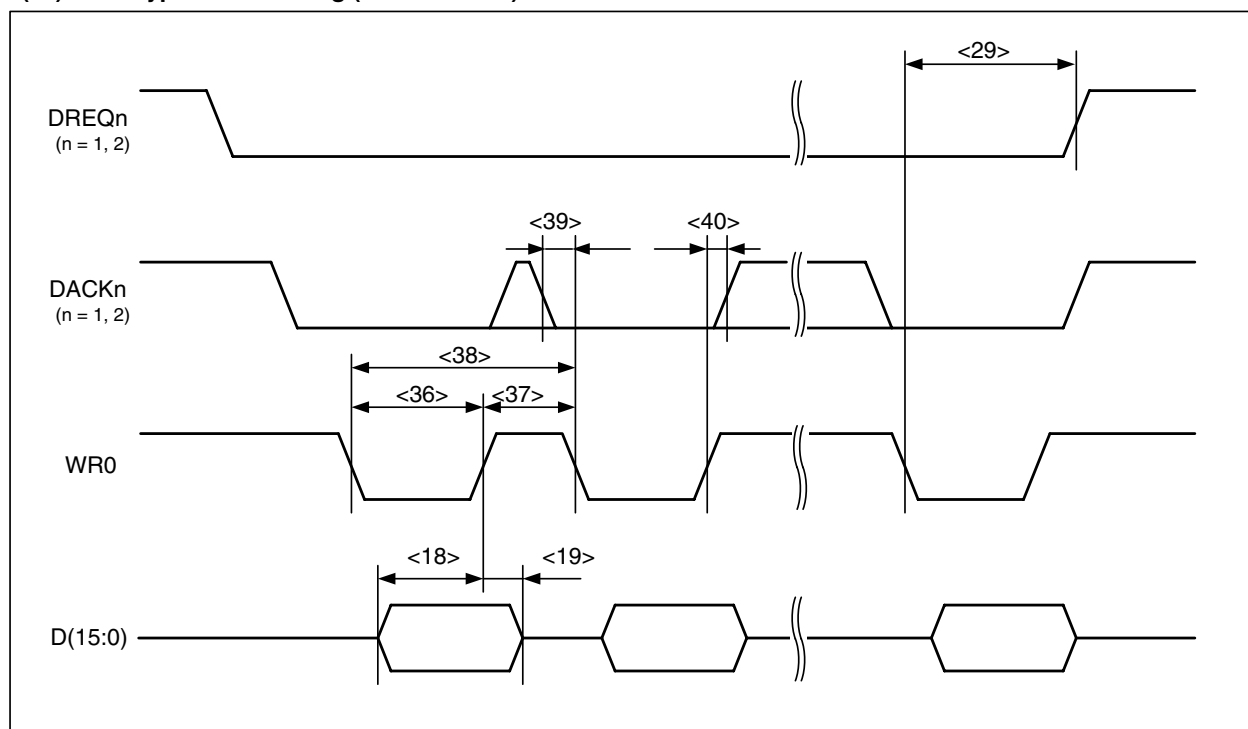 <29>
DREQn
(n = 1, 2)
<39>
<40>
DACKn
(n = 1, 2)
<38>
<36>
<37>
WR0
<18>
<19>
D(15:0)